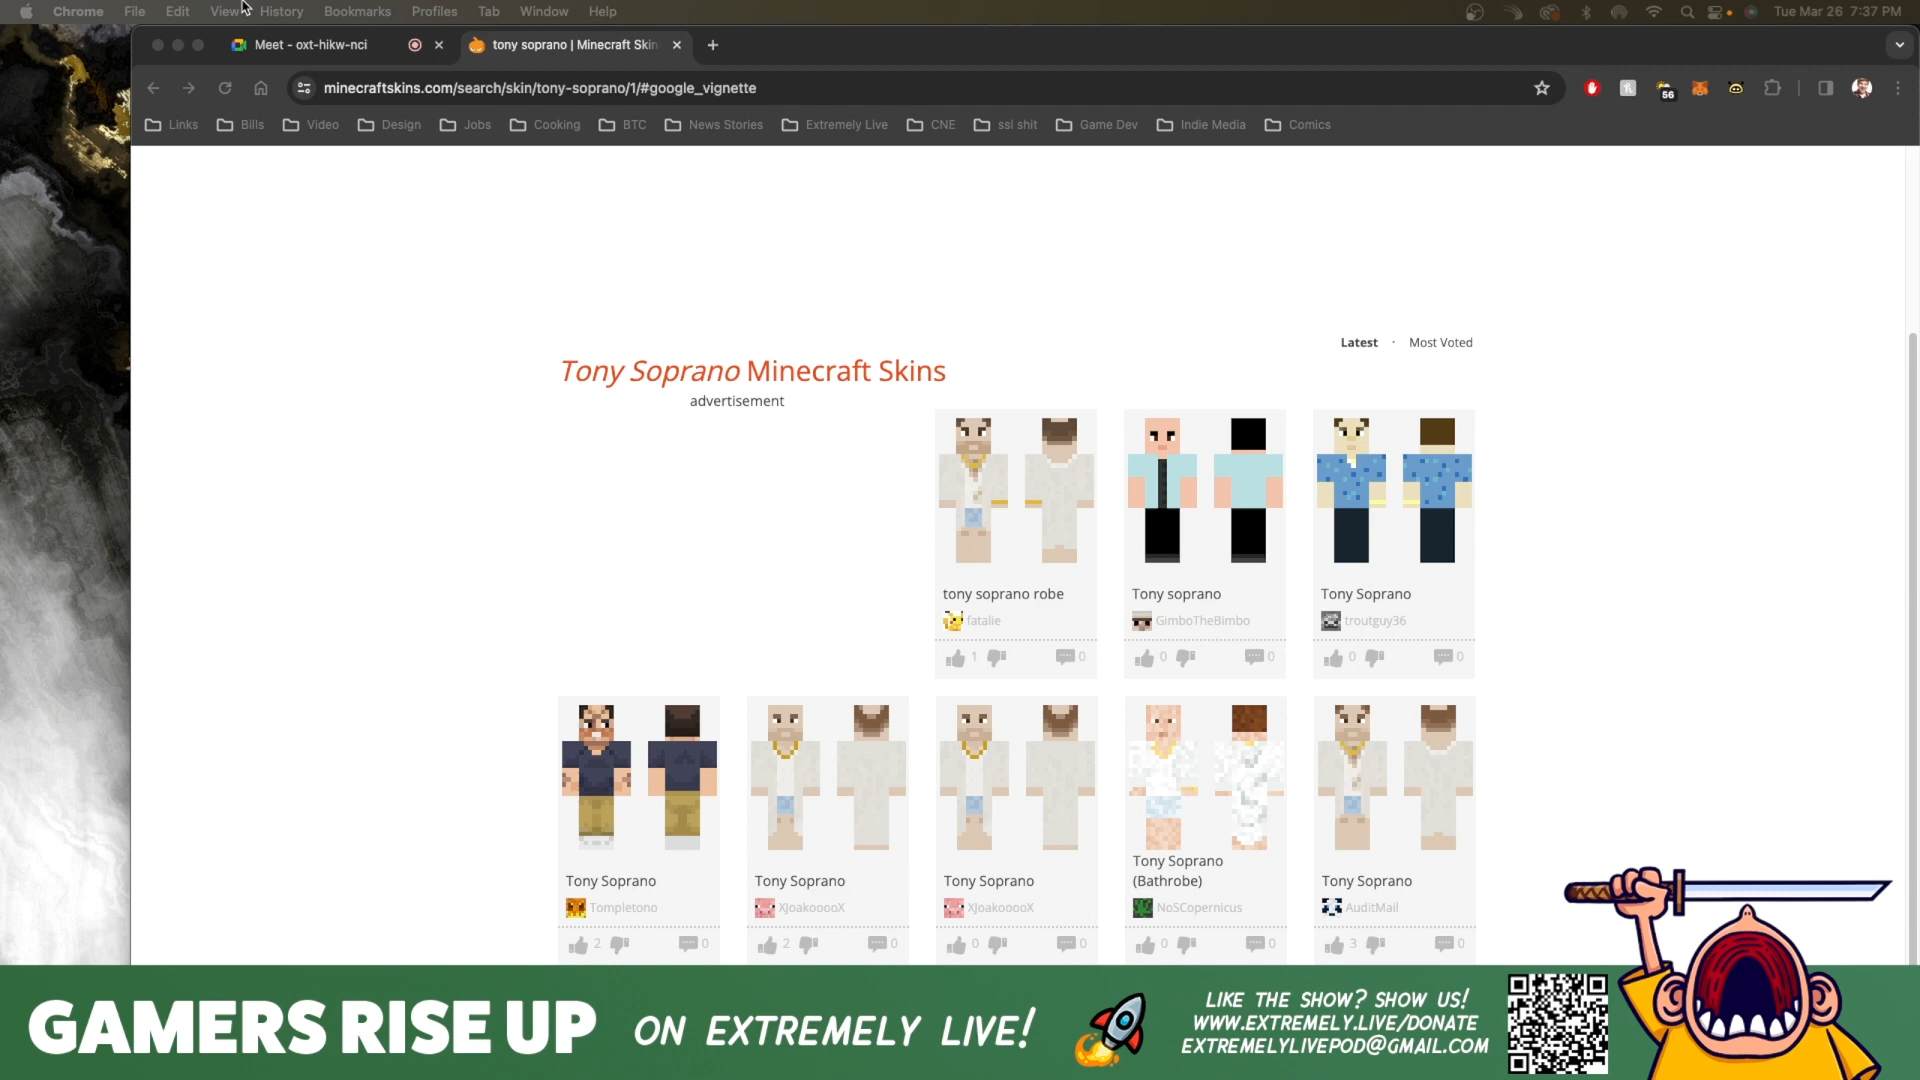 Chrome File Edit View History Bookmarks Profiles Tab Window Help Tue Mar 26 7:37 PM
Meet - oxt-hikw-nci tony soprano | Minecraft Skin
minecraftskins.com/search/skin/tony-soprano/1/#google_vignette 56
Links Bills Video Design Jobs Cooking BTC News Stories Extremely Live CNE ssl shit Game Dev Indie Media Comics
Latest · Most Voted
Tony Soprano Minecraft Skins
advertisement
tony soprano robe Tony soprano Tony Soprano
fatalie GimboTheBimbo troutguy36
1 0 0 0 0 0
Tony Soprano Tony Soprano Tony Soprano Tony Soprano (Bathrobe) Tony Soprano
Tompletono XJoakooooX XJoakooooX NoSCopernicus AuditMail
2 0 2 0 0 0 0 0 3 0
GAMERS RISE UP ON EXTREMELY LIVE!
LIKE THE SHOW? SHOW US!
WWW.EXTREMELY.LIVE/DONATE
EXTREMELYLIVEPOD@GMAIL.COM